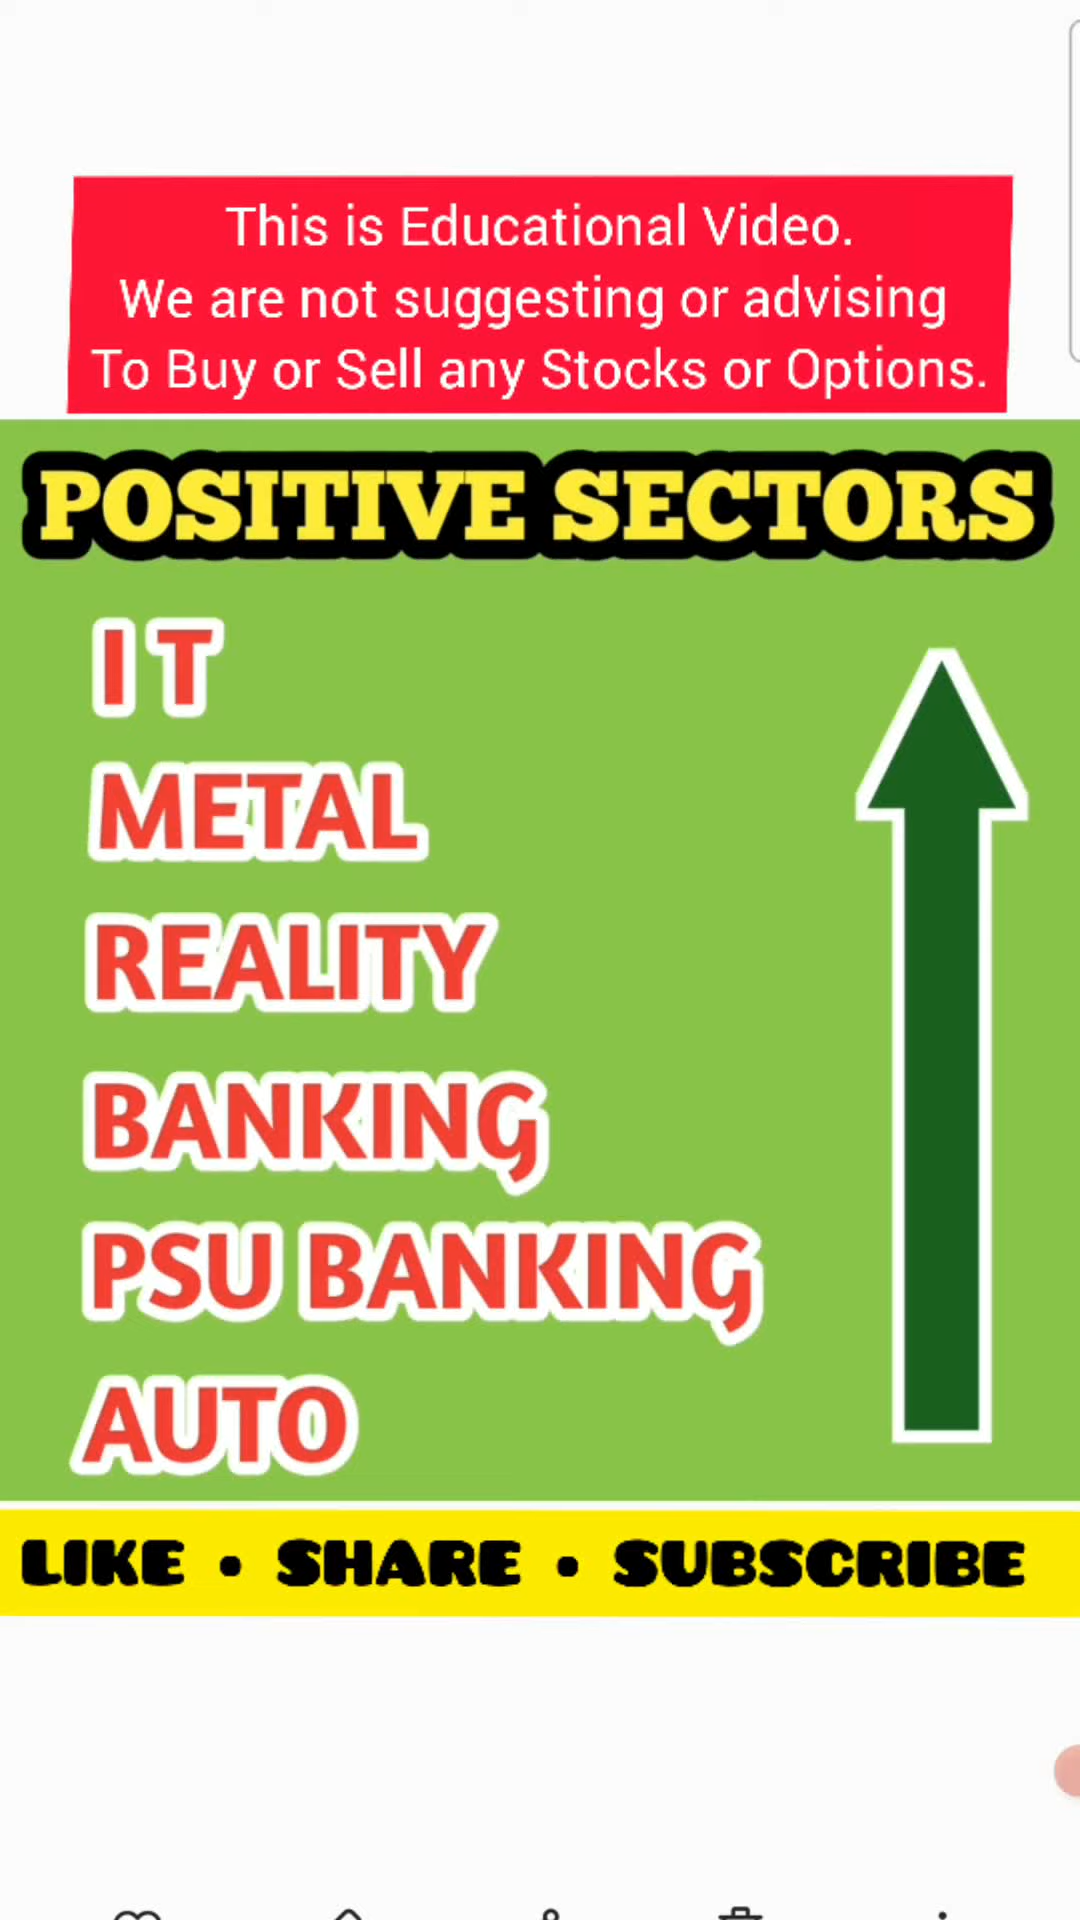 This is Educational Video.
We are not suggesting or advising
To Buy or Sell any Stocks or Options.
POSITIVE SECTORS
I T
METAL
REALITY
BANKING
PSU BANKING
AUTO
LIKE • SHARE • SUBSCRIBE